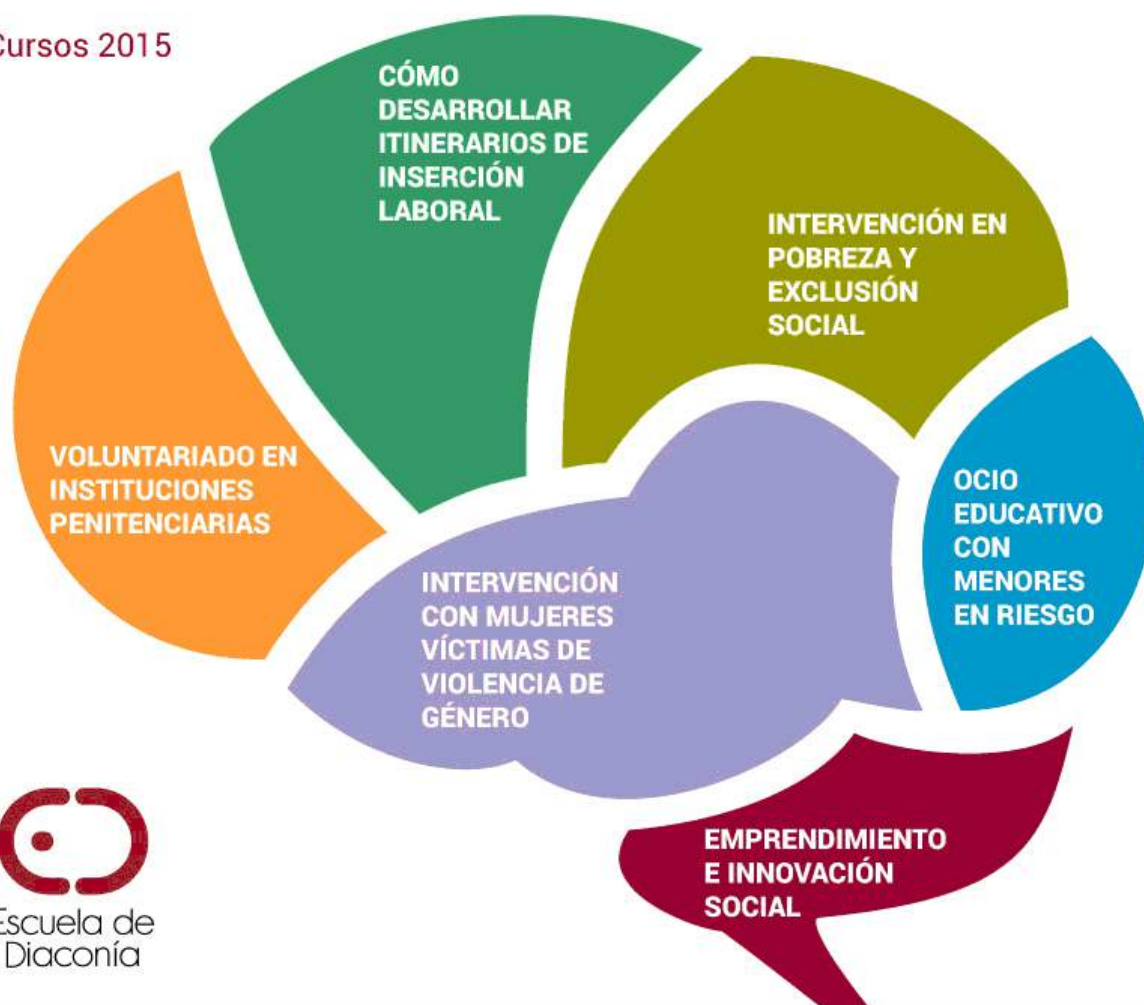 Cursos 2015
CÓMO
DESARROLLAR
ITINERARIOS DE
INSERCIÓN
LABORAL
INTERVENCIÓN EN
POBREZA Y
EXCLUSIÓN
SOCIAL
VOLUNTARIADO EN
INSTITUCIONES
PENITENCIARIAS
OCIO
EDUCATIVO
CON
MENORES
EN RIESGO
INTERVENCIÓN
CON MUJERES
VÍCTIMAS DE
VIOLENCIA DE
GÉNERO
EMPRENDIMIENTO
E INNOVACIÓN
SOCIAL
Escuela de
Diaconía